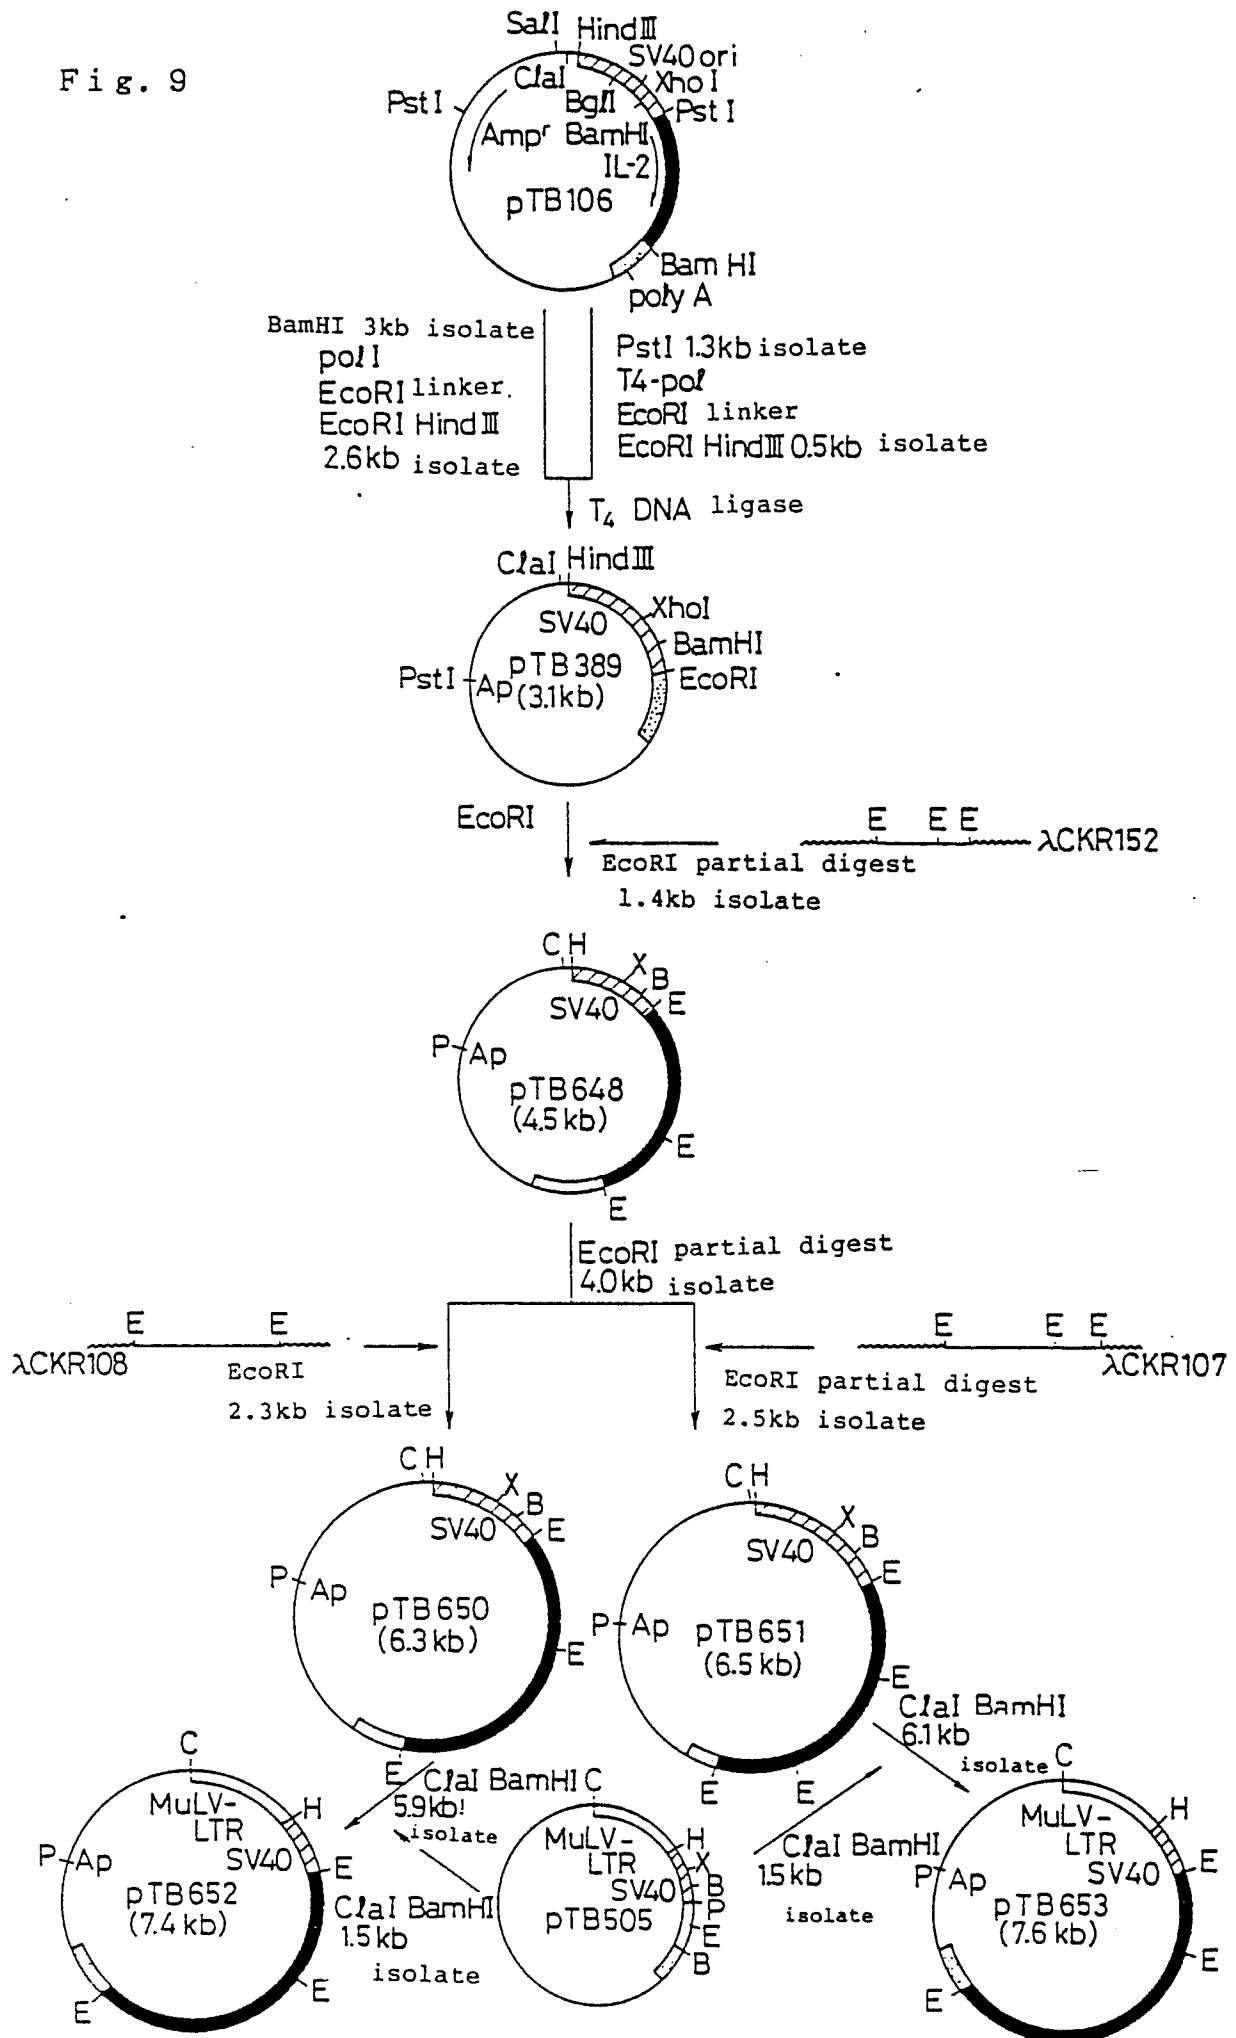 Fig. 9
SalI HindIII
SV40 ori
ClaI
XhoI
BglI
PstI
PstI
Ampʳ BamHI
IL-2
pTB106
Bam HI
poly A
BamHI 3kb isolate
polI
EcoRI linker.
EcoRI HindIII
2.6kb isolate
PstI 1.3kb isolate
T4-pol
EcoRI linker
EcoRI HindIII 0.5kb isolate
T₄ DNA ligase
ClaI HindIII
XhoI
SV40
BamHI
PstI
Ap
pTB389
(3.1kb)
EcoRI
EcoRI
E E E
λCKR152
EcoRI partial digest
1.4kb isolate
C H
X
B
E
SV40
P
Ap
pTB648
(4.5kb)
E
E
EcoRI partial digest
4.0kb isolate
E E
λCKR108
EcoRI
2.3kb isolate
E E E
λCKR107
EcoRI partial digest
2.5kb isolate
C H
X
B
E
SV40
P
Ap
pTB650
(6.3kb)
E
E
C H
X
B
E
SV40
P
Ap
pTB651
(6.5kb)
E
E
E
ClaI BamHI
6.1kb
isolate
ClaI BamHI
5.9kb!
isolate
C
MuLV-
LTR
H
SV40
E
P
Ap
pTB652
(7.4kb)
E
E
ClaI BamHI
1.5kb
isolate
C
MuLV-
LTR
H
X
SV40
B
P
pTB505
E
B
ClaI BamHI
1.5kb
isolate
C
MuLV-
LTR
H
SV40
E
P
Ap
pTB653
(7.6kb)
E
E